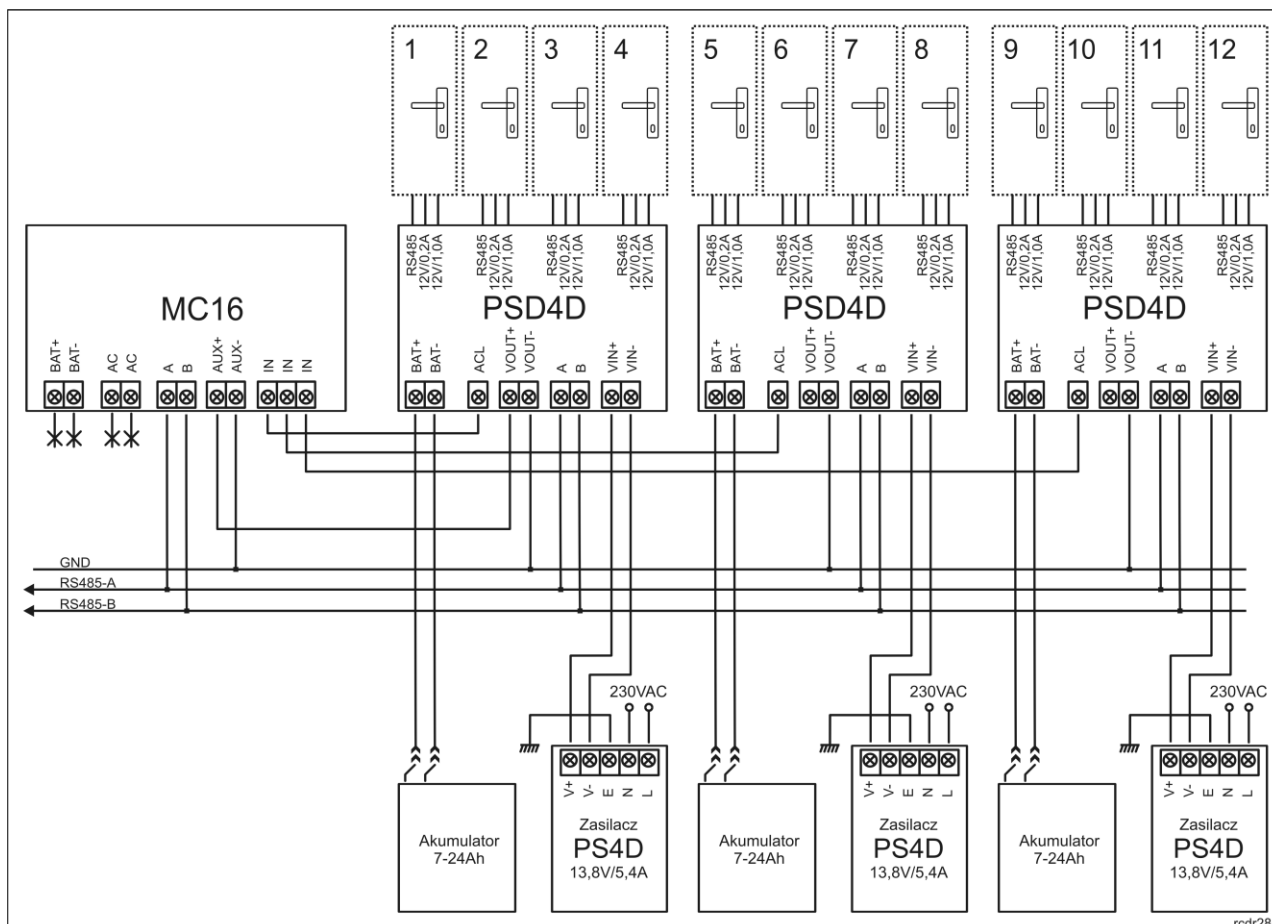 1 2 3 4 5 6 7 8 9 10 11 12
RS485 12V/0,2A 12V/1,0A RS485 12V/0,2A 12V/1,0A RS485 12V/0,2A 12V/1,0A RS485 12V/0,2A 12V/1,0A
RS485 12V/0,2A 12V/1,0A RS485 12V/0,2A 12V/1,0A RS485 12V/0,2A 12V/1,0A RS485 12V/0,2A 12V/1,0A
RS485 12V/0,2A 12V/1,0A RS485 12V/0,2A 12V/1,0A RS485 12V/0,2A 12V/1,0A RS485 12V/0,2A 12V/1,0A
MC16 PSD4D PSD4D PSD4D
BAT+ BAT- AC AC A B AUX+ AUX- IN IN IN
BAT+ BAT- ACL VOUT+ VOUT- A B VIN+ VIN-
BAT+ BAT- ACL VOUT+ VOUT- A B VIN+ VIN-
BAT+ BAT- ACL VOUT+ VOUT- A B VIN+ VIN-
GND
RS485-A
RS485-B
230VAC 230VAC 230VAC
V+ V- E N L V+ V- E N L V+ V- E N L
Akumulator
7-24Ah
Zasilacz
PS4D
13,8V/5,4A
Akumulator
7-24Ah
Zasilacz
PS4D
13,8V/5,4A
Akumulator
7-24Ah
Zasilacz
PS4D
13,8V/5,4A
rcdr28